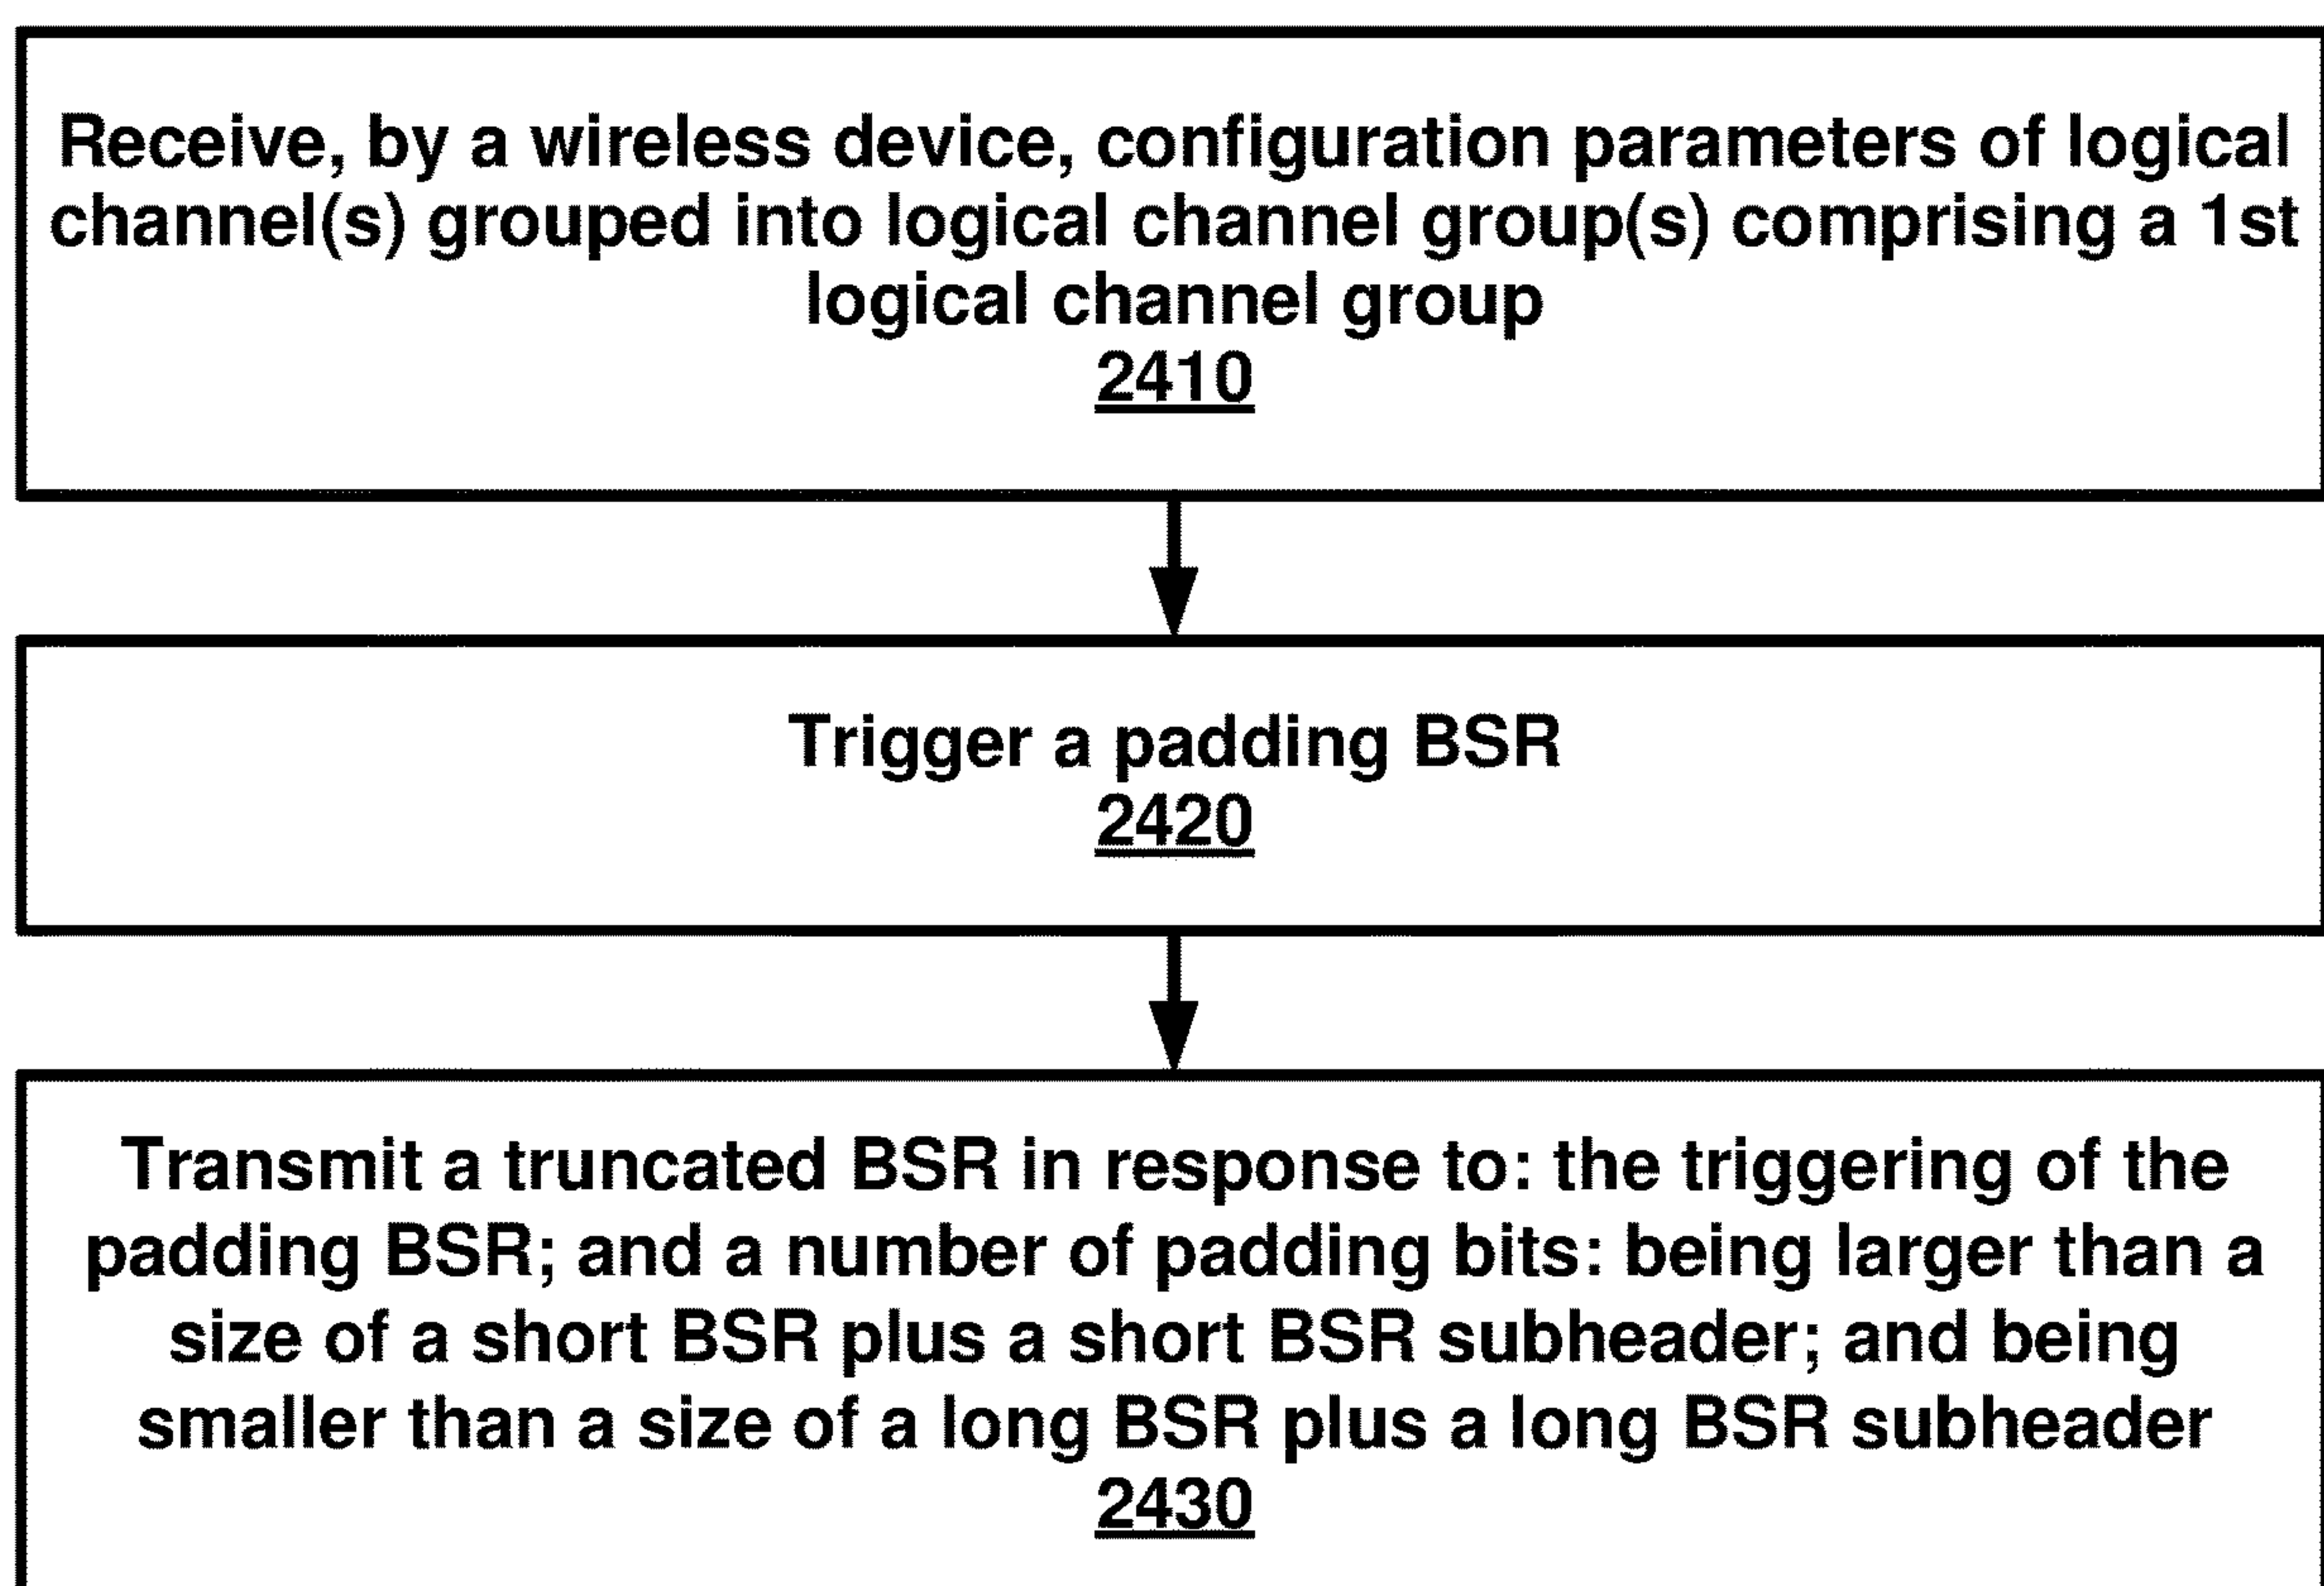 Receive, by a wireless device, configuration parameters of logical
channel(s) grouped into logical channel group(s) comprising a 1st
logical channel group
2410
Trigger a padding BSR
2420
Transmit a truncated BSR in response to: the triggering of the
padding BSR; and a number of padding bits: being larger than a
size of a short BSR plus a short BSR subheader; and being
smaller than a size of a long BSR plus a long BSR subheader
2430